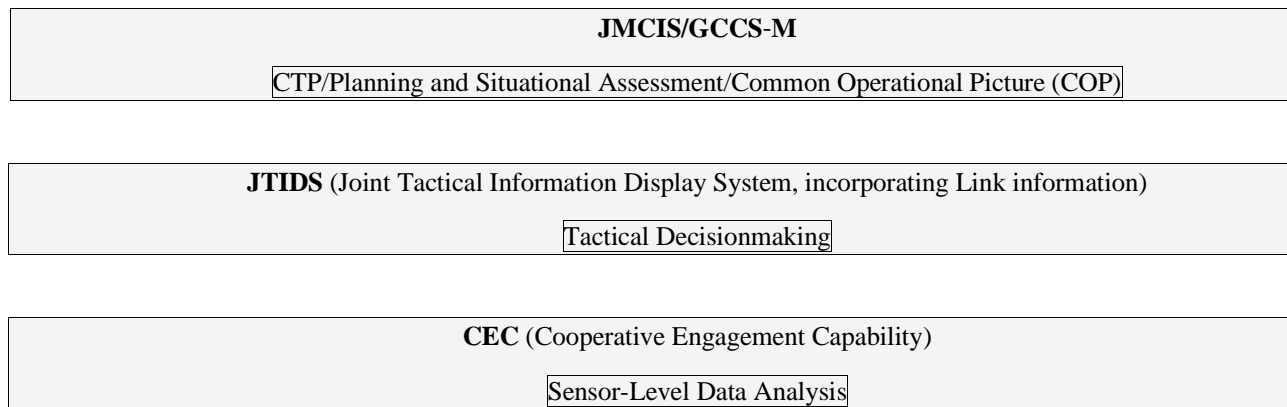 JMCIS/GCCS-M
CTP/Planning and Situational Assessment/Common Operational Picture (COP)
JTIDS (Joint Tactical Information Display System, incorporating Link information)
Tactical Decisionmaking
CEC (Cooperative Engagement Capability)
Sensor-Level Data Analysis